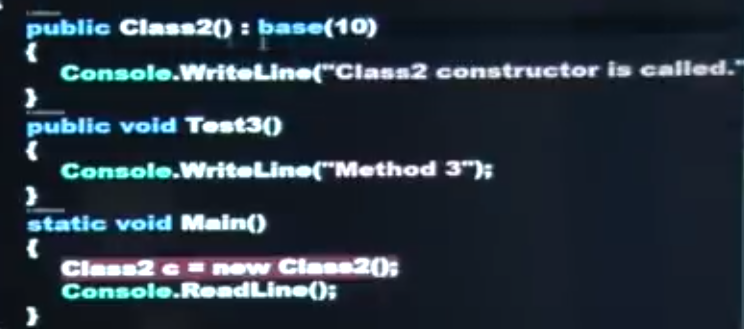 public Class2() : base(10)
{
Console.WriteLine("Class2 constructor is called."
}
public void Test3()
{
Console.WriteLine("Method 3");
}
static void Main()
{
Class2 c = new Class2();
Console.ReadLine();
}